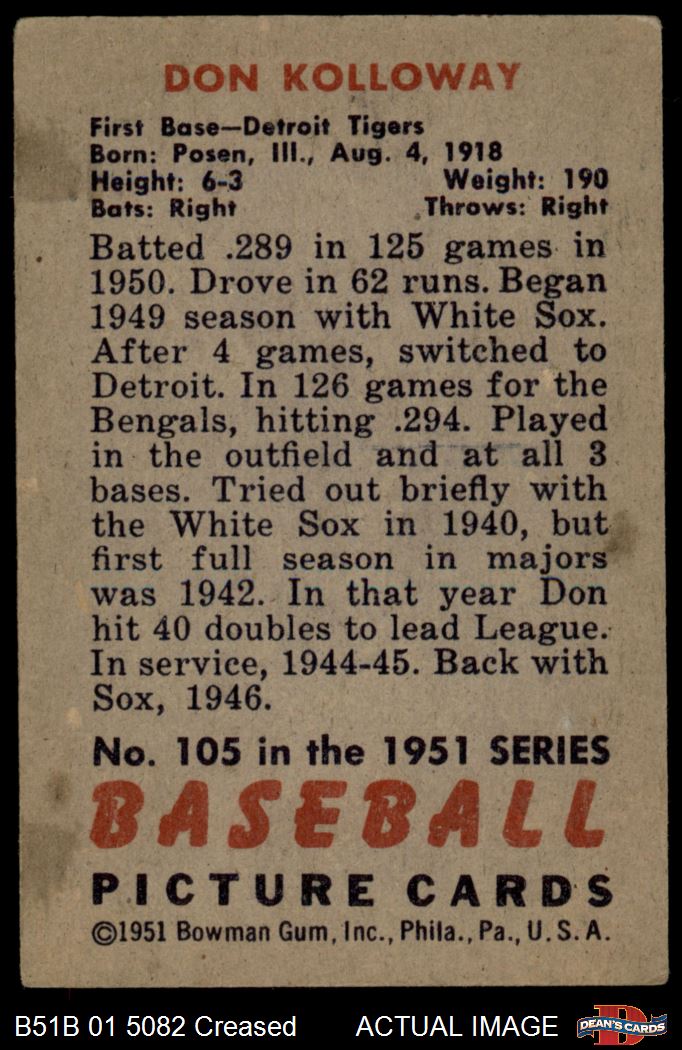 DON KOLLOWAY
First Base—Detroit Tigers
Born: Posen, Ill., Aug. 4, 1918
Height: 6-3 Weight: 190
Bats: Right Throws: Right
Batted .289 in 125 games in
1950. Drove in 62 runs. Began
1949 season with White Sox.
After 4 games, switched to
Detroit. In 126 games for the
Bengals, hitting .294. Played
in the outfield and at all 3
bases. Tried out briefly with
the White Sox in 1940, but
first full season in majors
was 1942. In that year Don
hit 40 doubles to lead League.
In service, 1944-45. Back with
Sox, 1946.
No. 105 in the 1951 SERIES
BASEBALL
PICTURE CARDS
©1951 Bowman Gum, Inc., Phila., Pa., U.S.A.
B51B 01 5082 Creased ACTUAL IMAGE
D
DEAN'S CARDS